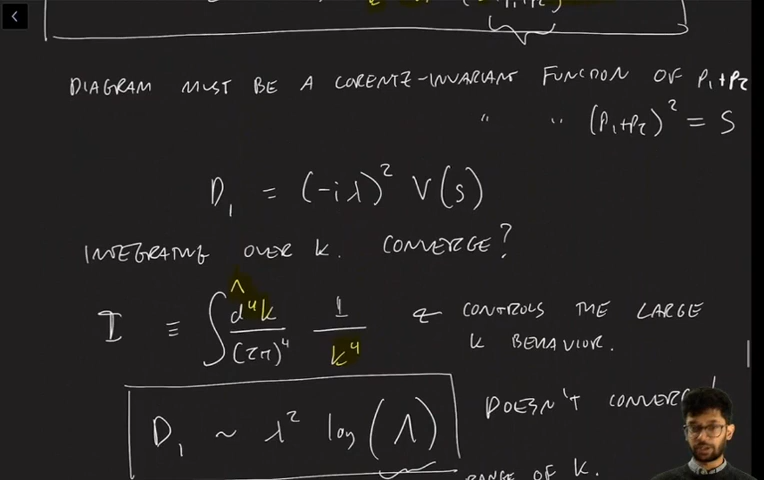 DIAGRAM MUST BE A LORENTZ-INVARIANT FUNCTION OF P₁+P₂
" " (P₁+P₂)² = S
D₁ = (-iλ)² V(s)
INTEGRATING OVER K. CONVERGE?
I ≡ ∫^Λ d⁴k/(2π)⁴ 1/k⁴ ← CONTROLS THE LARGE
K BEHAVIOR.
D₁ ~ λ² log(Λ)
DOESN'T CONVERGE!
RANGE OF K.